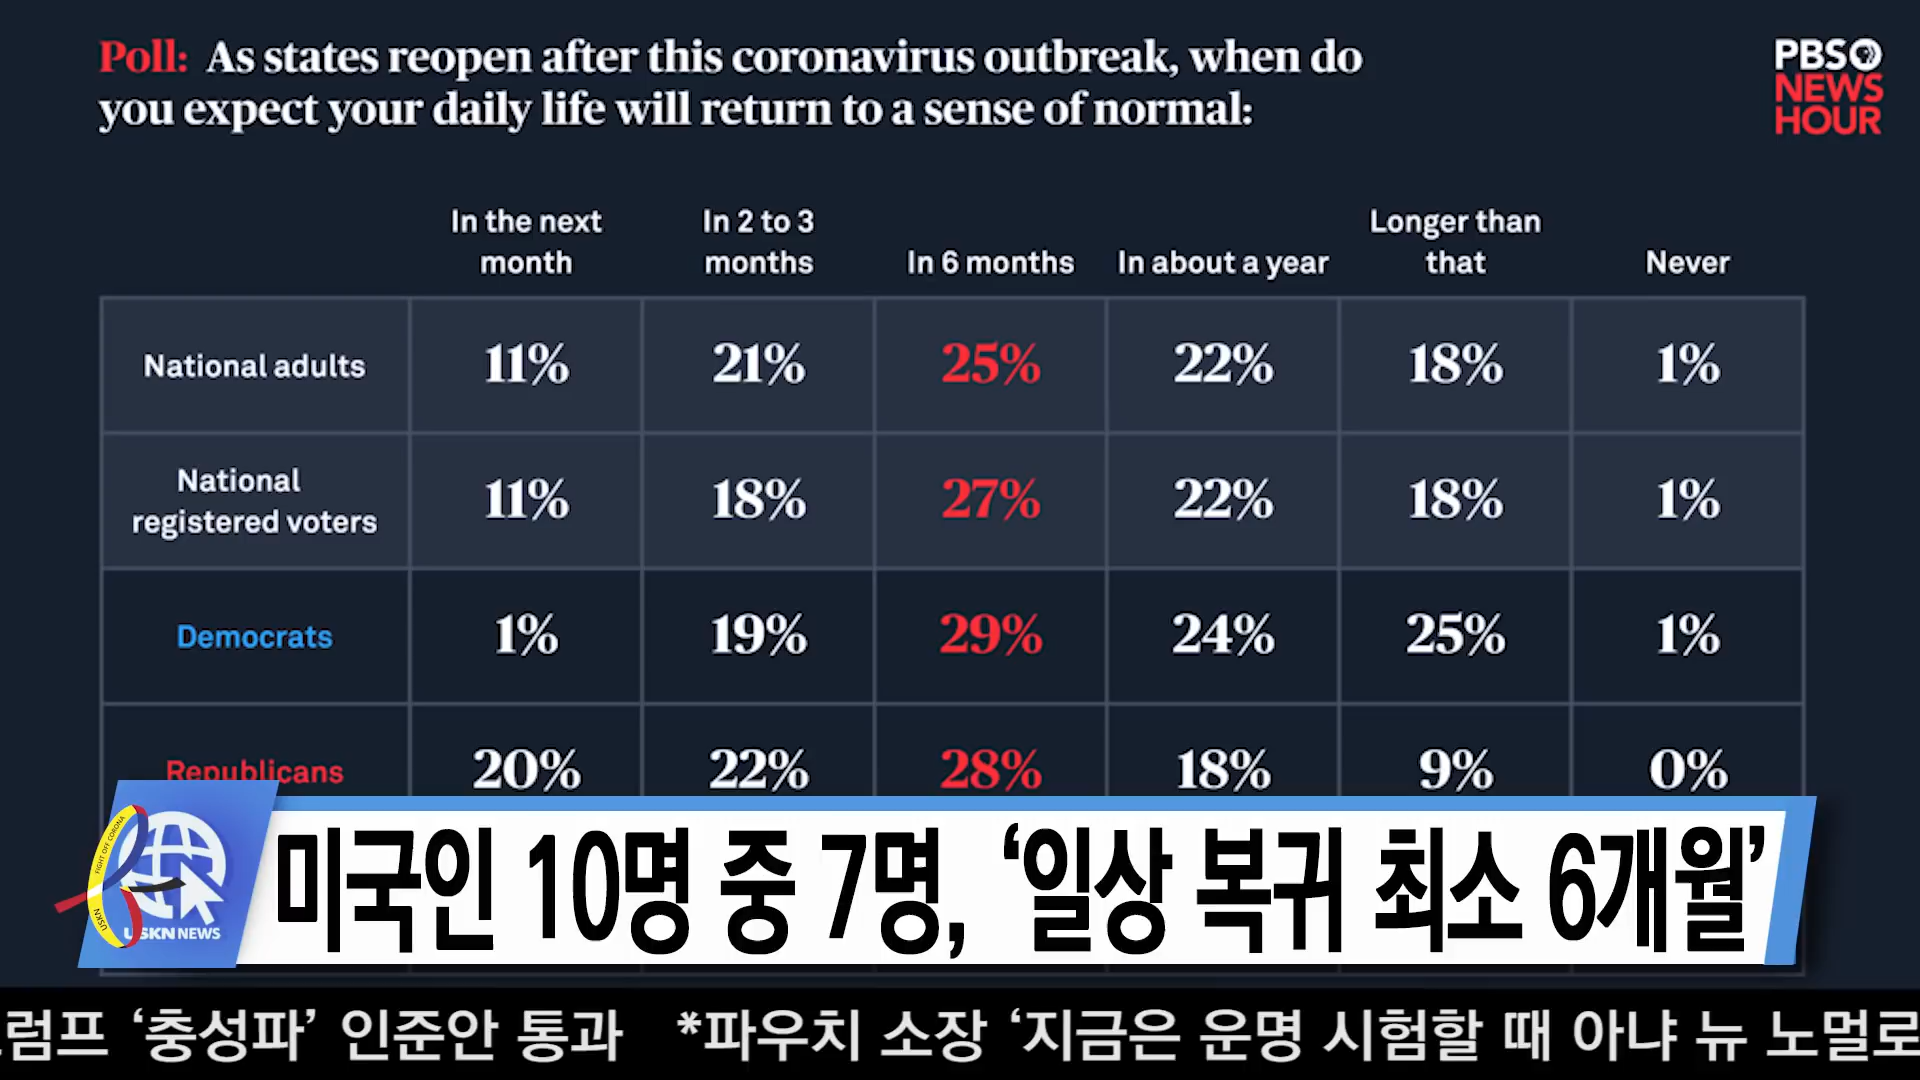 Poll: As states reopen after this coronavirus outbreak, when do
you expect your daily life will return to a sense of normal:
PBS
NEWS
HOUR
In the next month
In 2 to 3 months
In 6 months
In about a year
Longer than that
Never
National adults 11% 21% 25% 22% 18% 1%
National registered voters 11% 18% 27% 22% 18% 1%
Democrats 1% 19% 29% 24% 25% 1%
Republicans 20% 22% 28% 18% 9% 0%
FIGHT OFF CORONA
USKN
USKN NEWS
미국인 10명 중 7명, ‘일상 복귀 최소 6개월’
럼프 ‘충성파’ 인준안 통과 *파우치 소장 ‘지금은 운명 시험할 때 아냐 뉴 노멀로